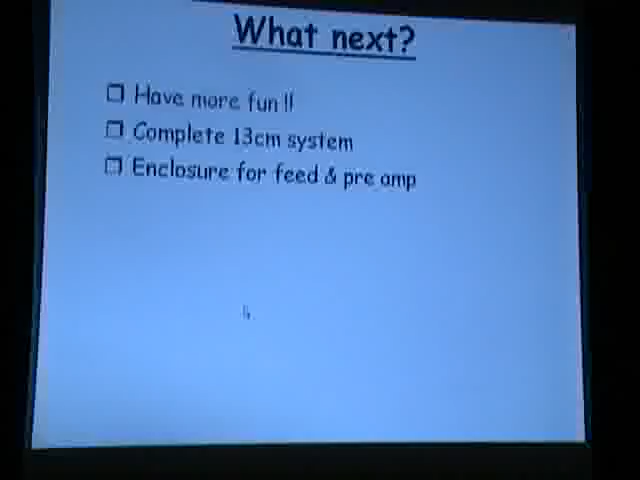 What next?
Have more fun !!
Complete 13cm system
Enclosure for feed & pre amp